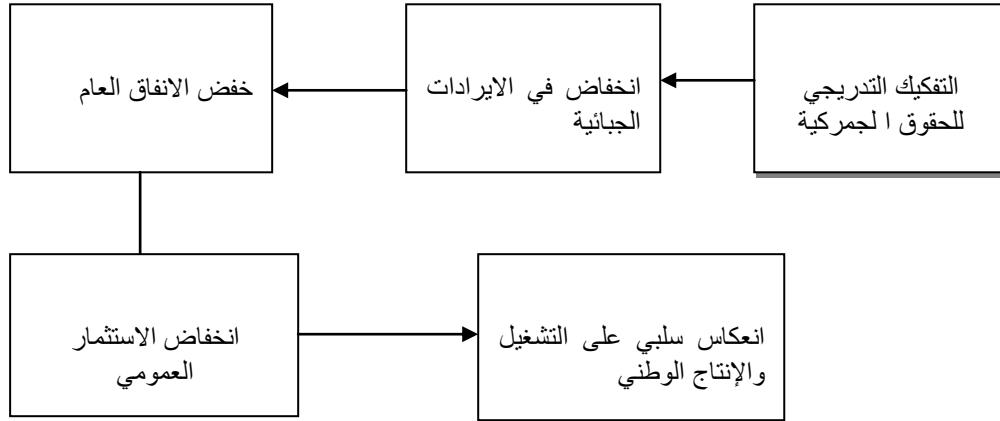 التفكيك التدريجي
للحقوق ا لجمركية
انخفاض في الايرادات
الجبائية
خفض الانفاق العام
انخفاض الاستثمار
العمومي
انعكاس سلبي على التشغيل
والإنتاج الوطني